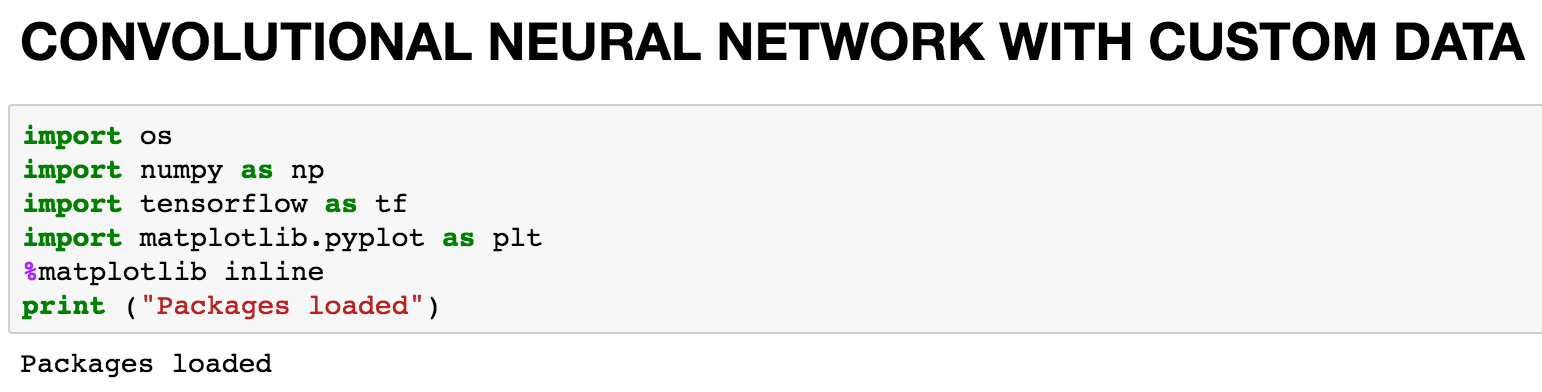 CONVOLUTIONAL NEURAL NETWORK WITH CUSTOM DATA
import os
import numpy as np
import tensorflow as tf
import matplotlib.pyplot as plt
%matplotlib inline
print ("Packages loaded")
Packages loaded